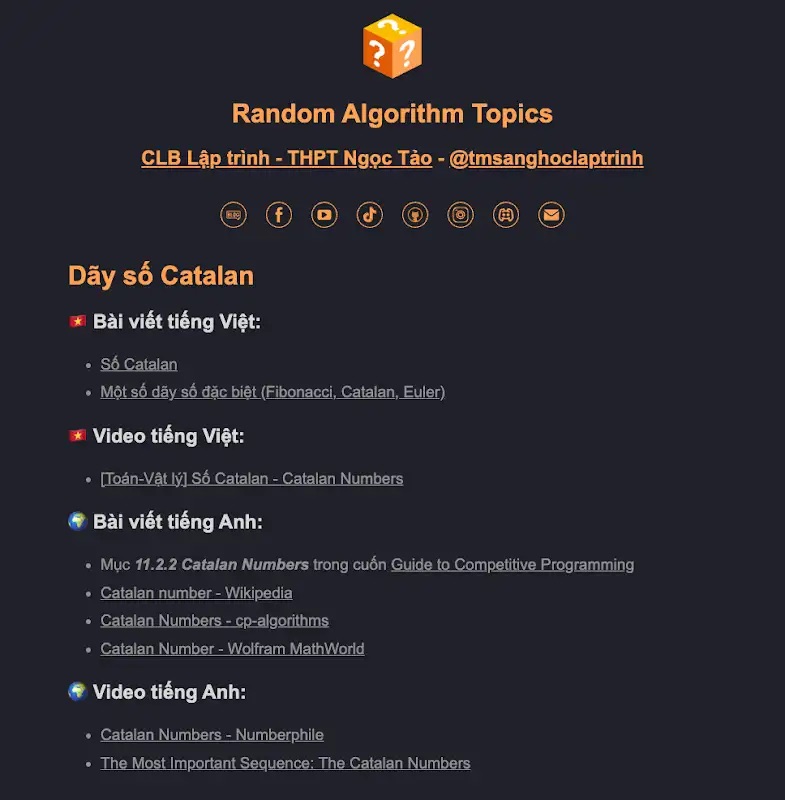 Random Algorithm Topics
CLB Lập trình - THPT Ngọc Tảo - @tmsanghoclaptrinh
BLOG
Dãy số Catalan
Bài viết tiếng Việt:
Số Catalan
Một số dãy số đặc biệt (Fibonacci, Catalan, Euler)
Video tiếng Việt:
[Toán-Vật lý] Số Catalan - Catalan Numbers
Bài viết tiếng Anh:
Mục 11.2.2 Catalan Numbers trong cuốn Guide to Competitive Programming
Catalan number - Wikipedia
Catalan Numbers - cp-algorithms
Catalan Number - Wolfram MathWorld
Video tiếng Anh:
Catalan Numbers - Numberphile
The Most Important Sequence: The Catalan Numbers